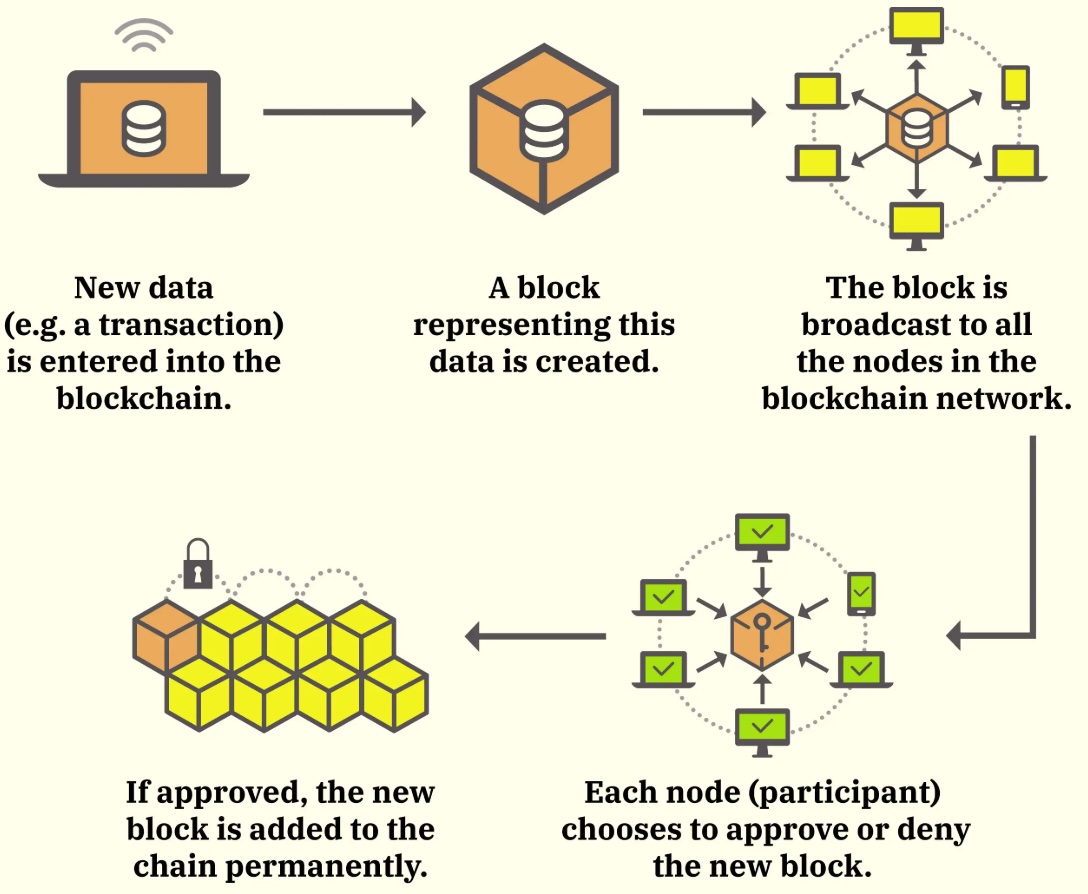 New data
(e.g. a transaction)
is entered into the
blockchain.
A block
representing this
data is created.
The block is
broadcast to all
the nodes in the
blockchain network.
Each node (participant)
chooses to approve or deny
the new block.
If approved, the new
block is added to the
chain permanently.